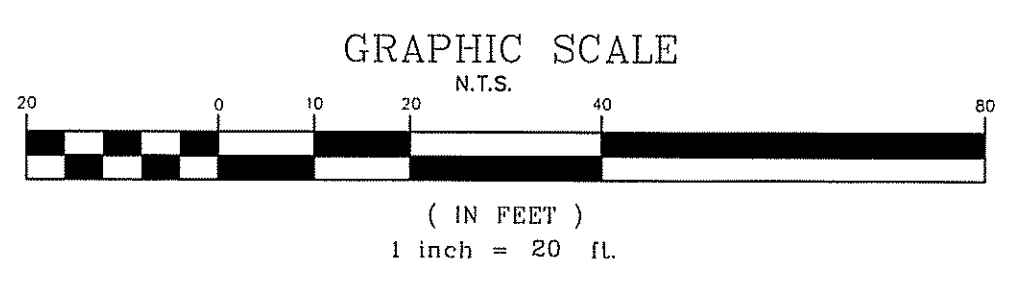 GRAPHIC SCALE
N.T.S.
20 0 10 20 40 80
( IN FEET )
1 inch = 20 ft.